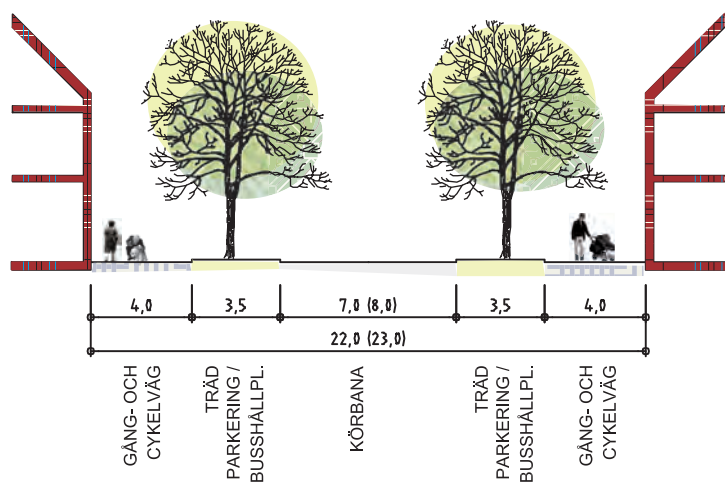 4,0
3,5
7,0 (8,0)
3,5
4,0
22,0 (23,0)
GÅNG- OCH
CYKELVÄG
TRÄD
PARKERING /
BUSSHÅLLPL.
KÖRBANA
TRÄD
PARKERING /
BUSSHÅLLPL.
GÅNG- OCH
CYKELVÄG